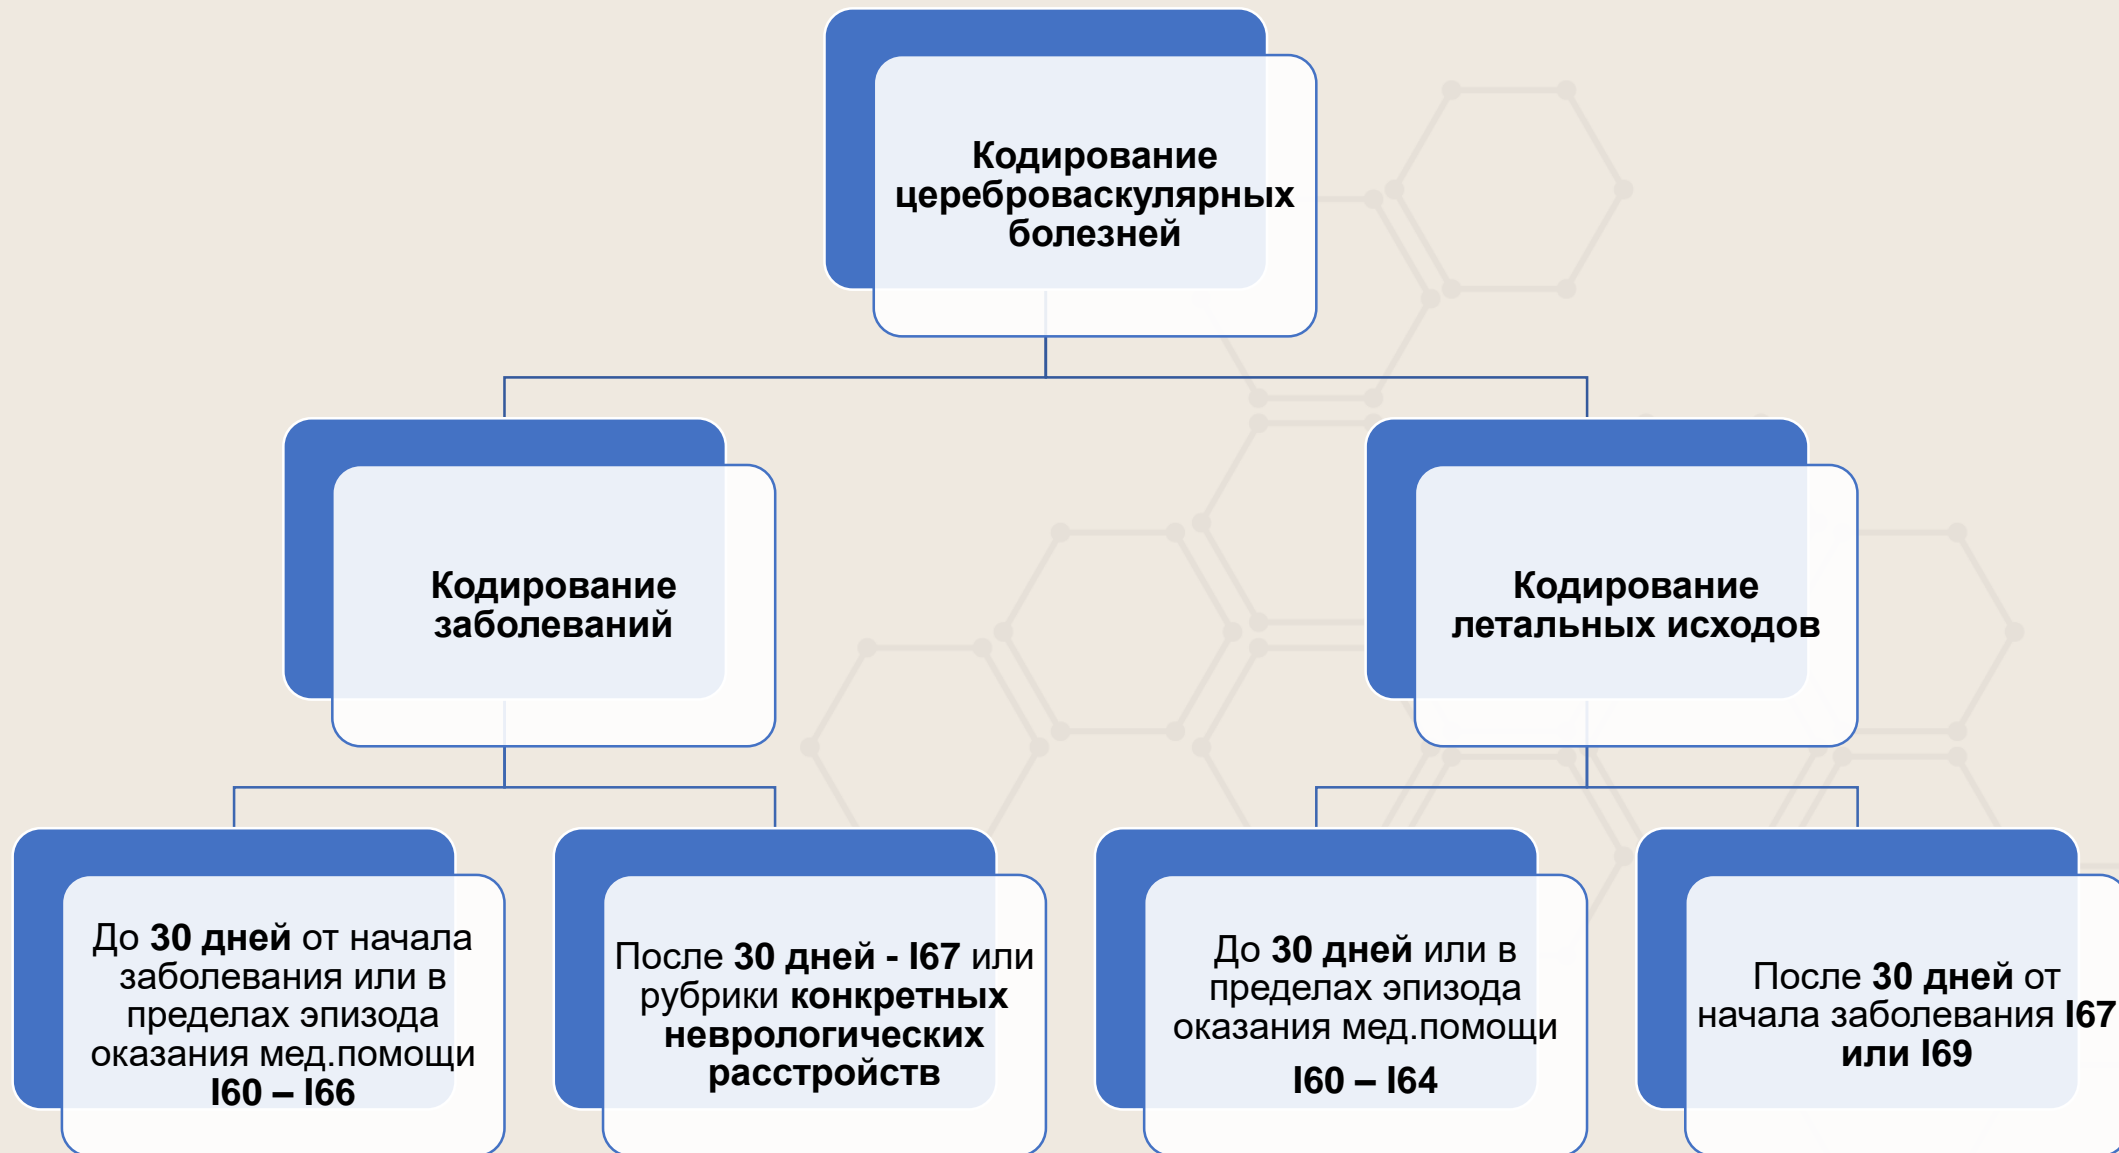 Кодирование
цереброваскулярных
болезней
Кодирование
заболеваний
Кодирование
летальных исходов
До 30 дней от начала
заболевания или в
пределах эпизода
оказания мед.помощи
I60 – I66
После 30 дней - I67 или
рубрики конкретных
неврологических
расстройств
До 30 дней или в
пределах эпизода
оказания мед.помощи
I60 – I64
После 30 дней от
начала заболевания I67
или I69